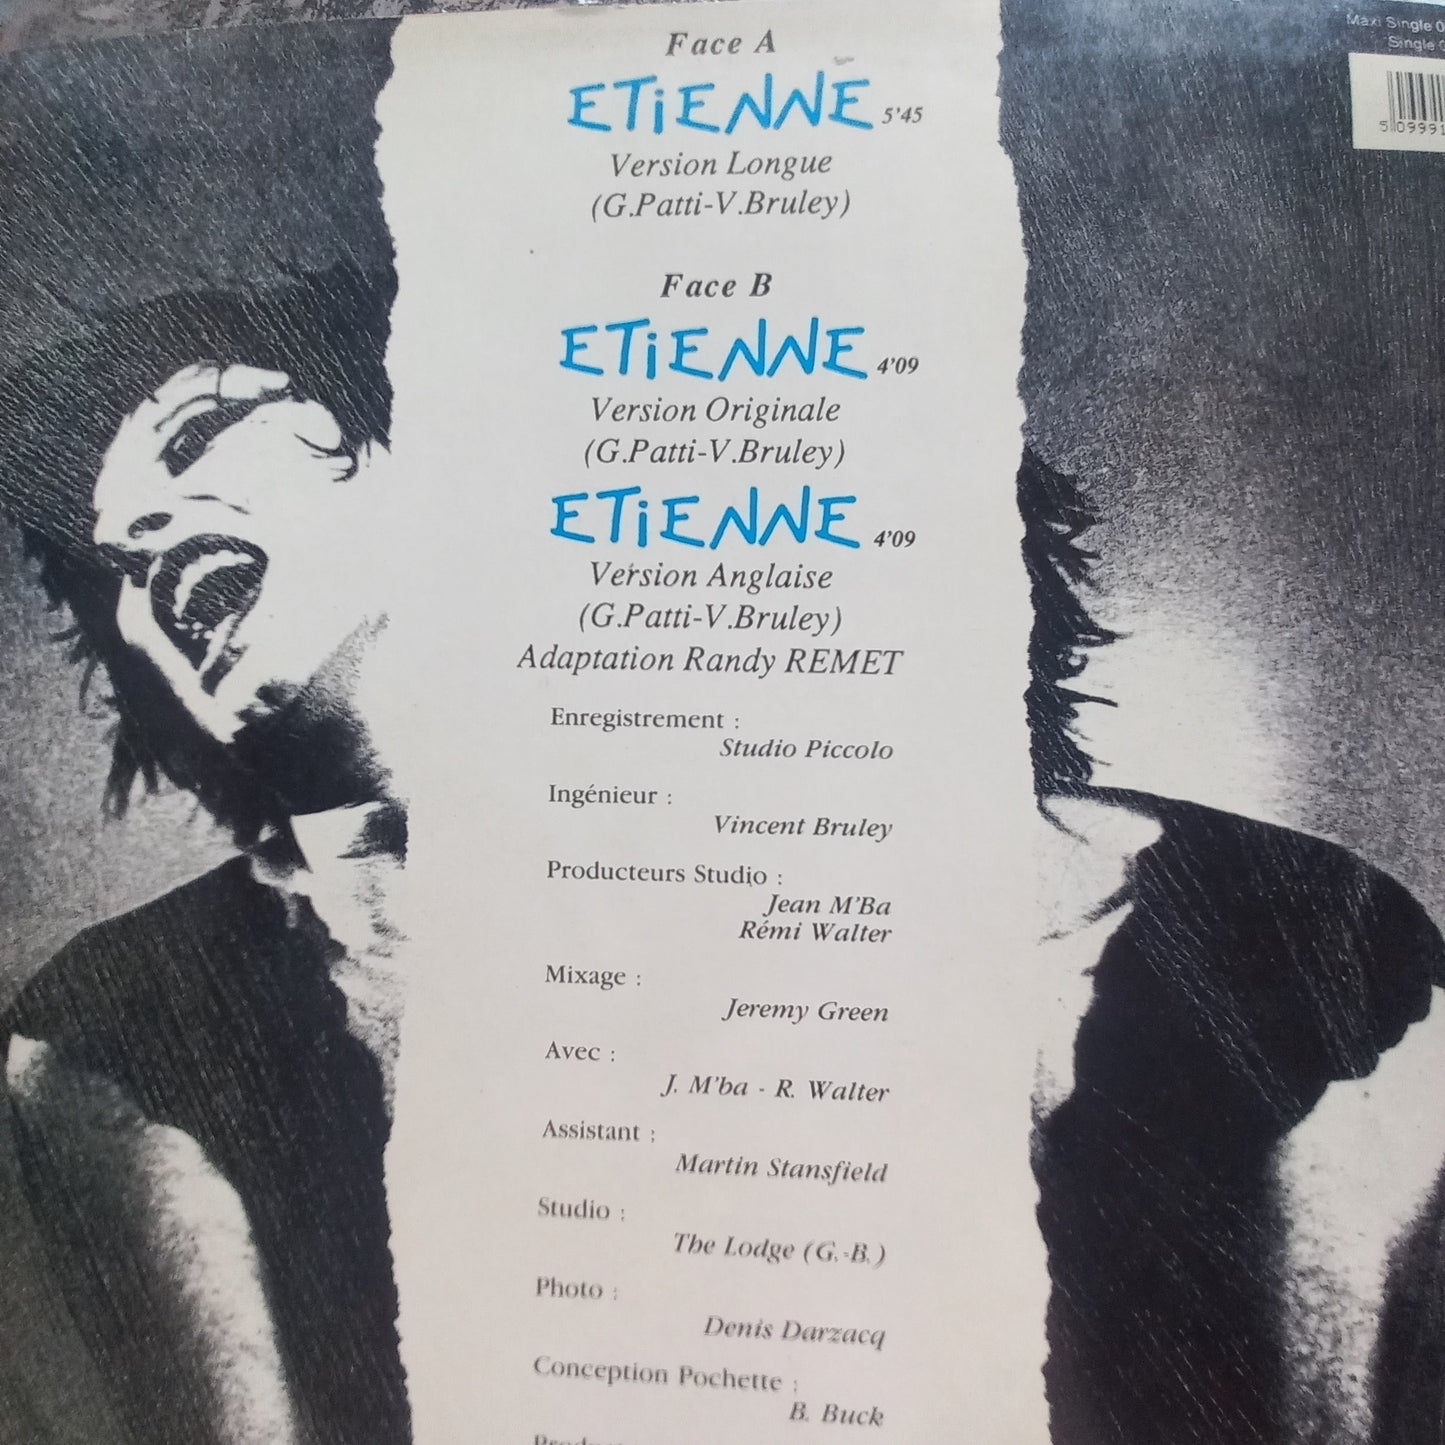 Maxi Single
Single
5 09991
Face A
ETiENNE 5'45
Version Longue
(G.Patti-V.Bruley)
Face B
ETiENNE 4'09
Version Originale
(G.Patti-V.Bruley)
ETiENNE 4'09
Version Anglaise
(G.Patti-V.Bruley)
Adaptation Randy REMET
Enregistrement :
Studio Piccolo
Ingénieur :
Vincent Bruley
Producteurs Studio :
Jean M'Ba
Rémi Walter
Mixage :
Jeremy Green
Avec :
J. M'ba - R. Walter
Assistant :
Martin Stansfield
Studio :
The Lodge (G.-B.)
Photo :
Denis Darzacq
Conception Pochette :
B. Buck